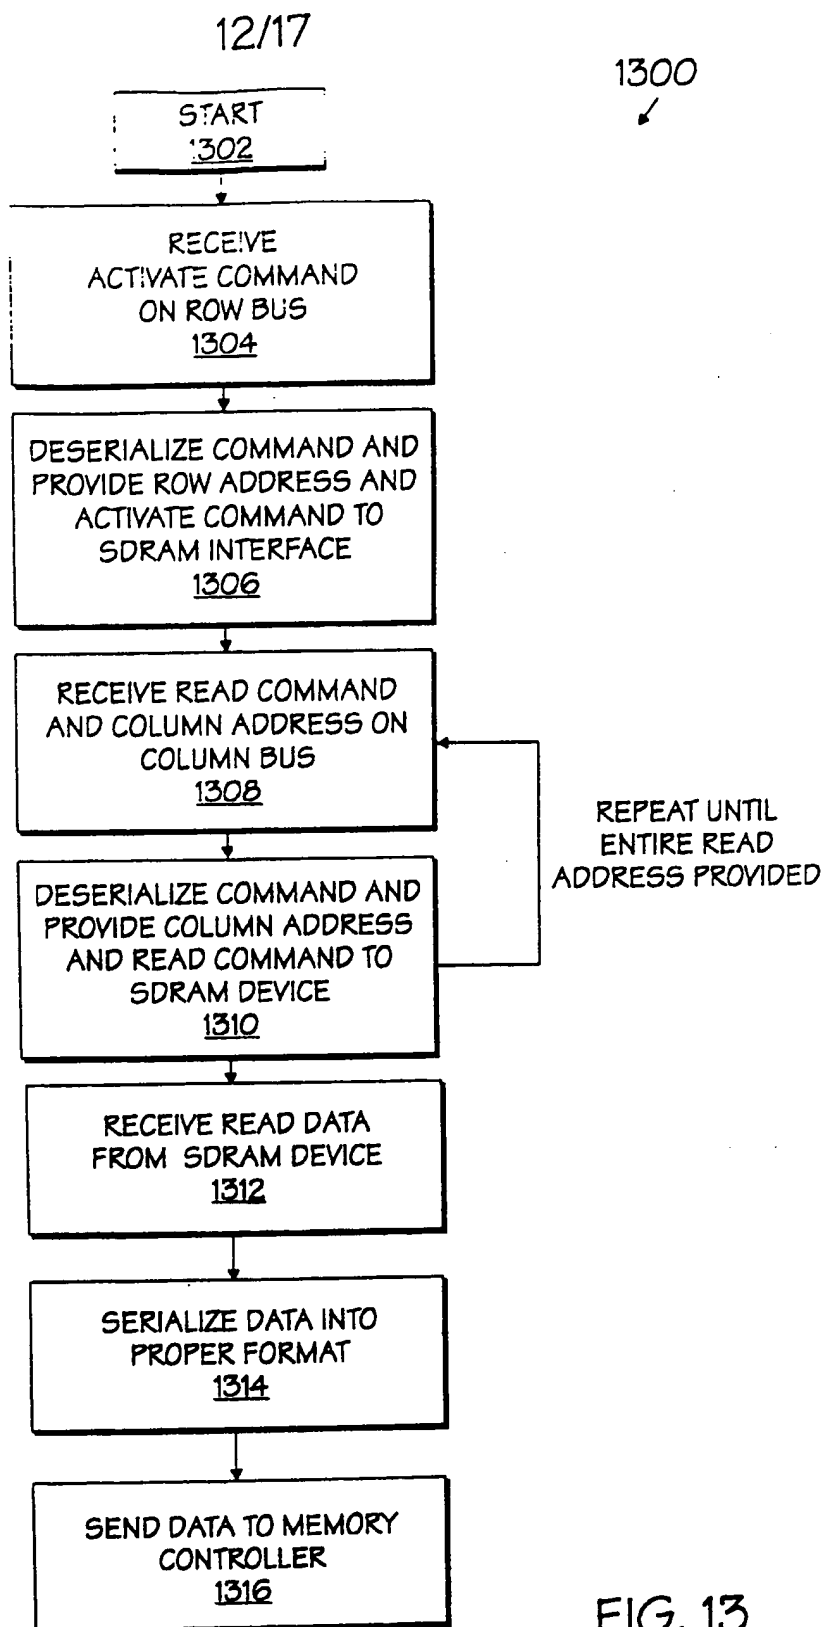 12/17
1300
START
1302
RECEIVE
ACTIVATE COMMAND
ON ROW BUS
1304
DESERIALIZE COMMAND AND
PROVIDE ROW ADDRESS AND
ACTIVATE COMMAND TO
SDRAM INTERFACE
1306
RECEIVE READ COMMAND
AND COLUMN ADDRESS ON
COLUMN BUS
1308
REPEAT UNTIL
ENTIRE READ
ADDRESS PROVIDED
DESERIALIZE COMMAND AND
PROVIDE COLUMN ADDRESS
AND READ COMMAND TO
SDRAM DEVICE
1310
RECEIVE READ DATA
FROM SDRAM DEVICE
1312
SERIALIZE DATA INTO
PROPER FORMAT
1314
SEND DATA TO MEMORY
CONTROLLER
1316
FIG. 13